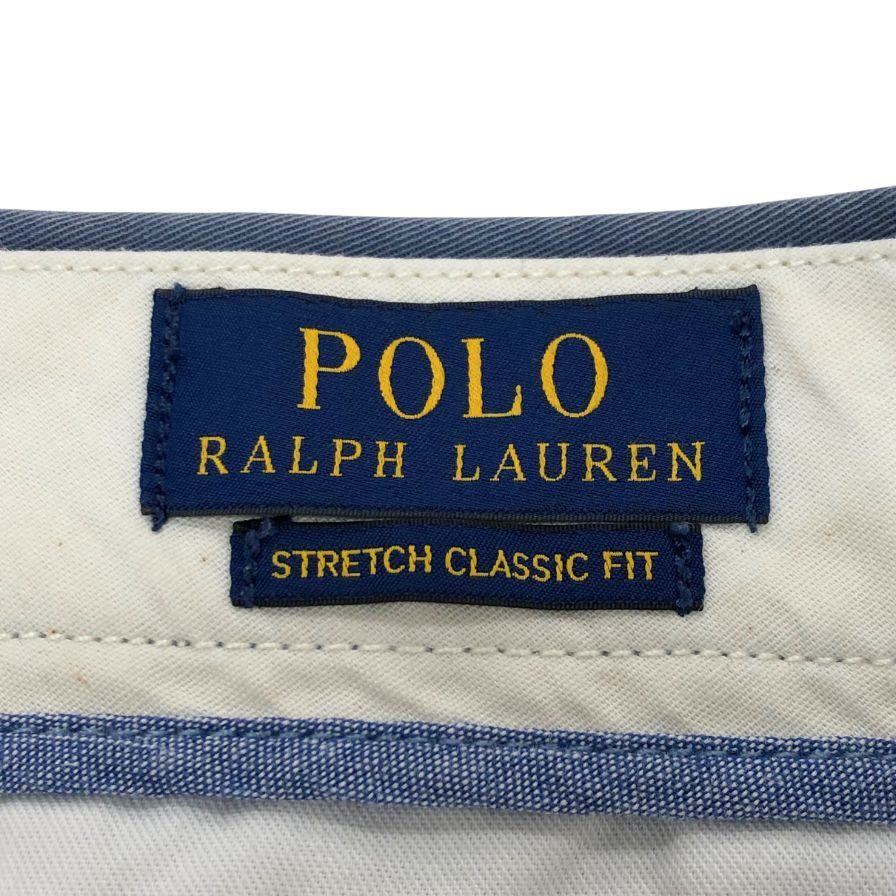 POLO
RALPH LAUREN
STRETCH CLASSIC FIT